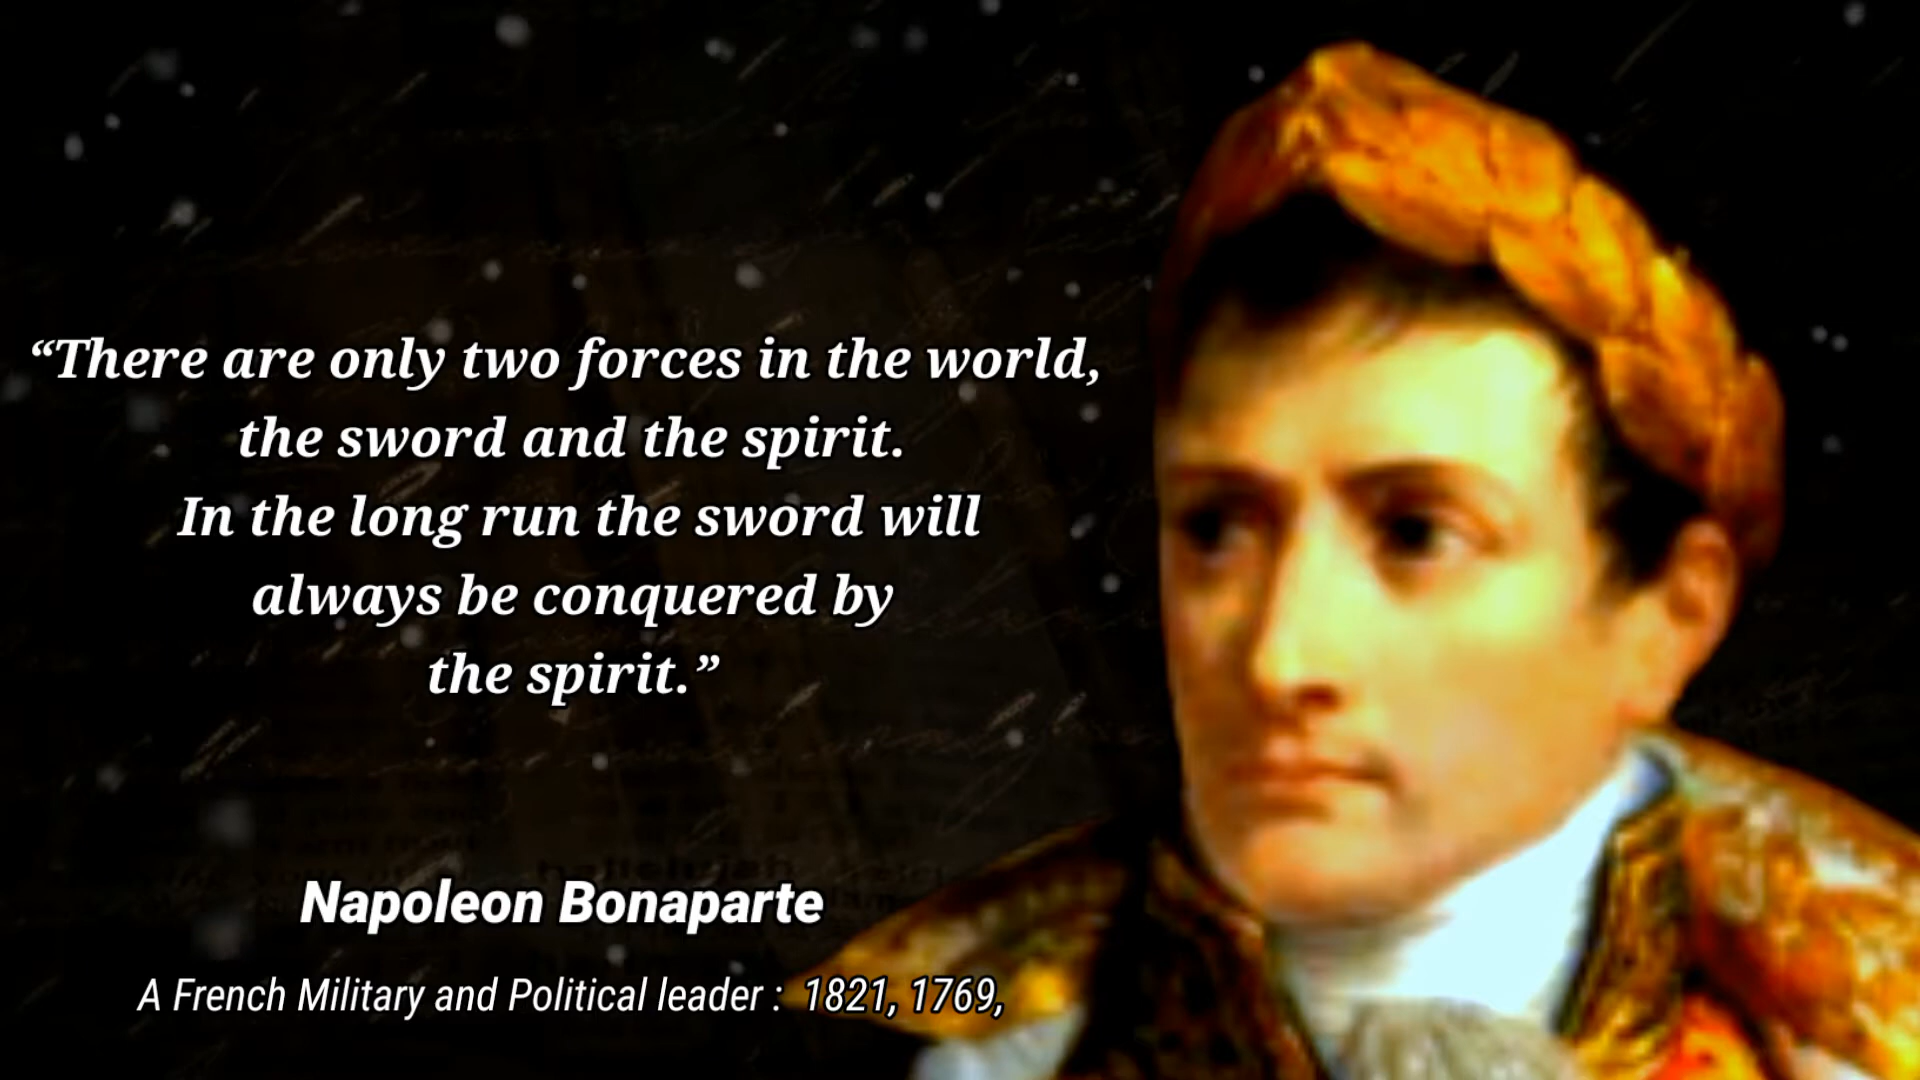 “There are only two forces in the world,
the sword and the spirit.
In the long run the sword will
always be conquered by
the spirit.”
Napoleon Bonaparte
A French Military and Political leader : 1821, 1769,